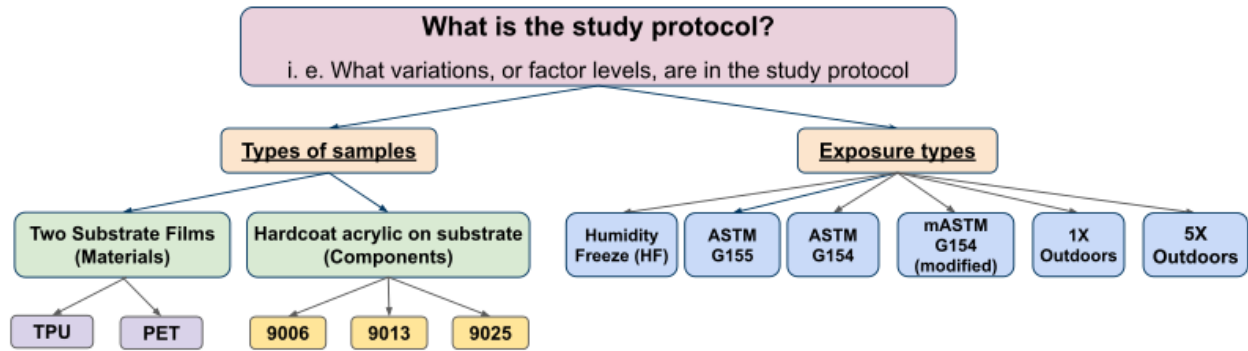 What is the study protocol?
i. e. What variations, or factor levels, are in the study protocol
Types of samples
Exposure types
Two Substrate Films
(Materials)
Hardcoat acrylic on substrate
(Components)
Humidity
Freeze (HF)
ASTM
G155
ASTM
G154
mASTM
G154
(modified)
1X
Outdoors
5X
Outdoors
TPU
PET
9006
9013
9025